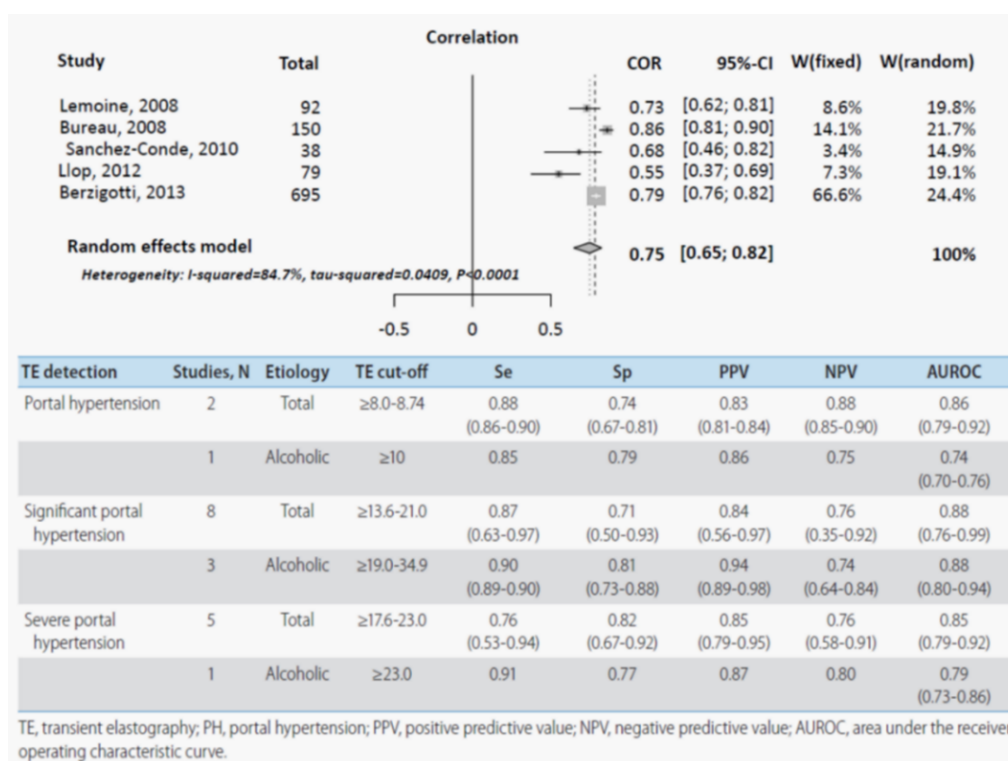 Correlation
Study Total COR 95%-CI W(fixed) W(random)
Lemoine, 2008 92 0.73 [0.62; 0.81] 8.6% 19.8%
Bureau, 2008 150 0.86 [0.81; 0.90] 14.1% 21.7%
Sanchez-Conde, 2010 38 0.68 [0.46; 0.82] 3.4% 14.9%
Llop, 2012 79 0.55 [0.37; 0.69] 7.3% 19.1%
Berzigotti, 2013 695 0.79 [0.76; 0.82] 66.6% 24.4%
Random effects model 0.75 [0.65; 0.82] 100%
Heterogeneity: I-squared=84.7%, tau-squared=0.0409, P<0.0001
-0.5 0 0.5
TE detection Studies, N Etiology TE cut-off Se Sp PPV NPV AUROC
Portal hypertension 2 Total ≥8.0-8.74 0.88 0.74 0.83 0.88 0.86
(0.86-0.90) (0.67-0.81) (0.81-0.84) (0.85-0.90) (0.79-0.92)
1 Alcoholic ≥10 0.85 0.79 0.86 0.75 0.74
(0.70-0.76)
Significant portal 8 Total ≥13.6-21.0 0.87 0.71 0.84 0.76 0.88
hypertension (0.63-0.97) (0.50-0.93) (0.56-0.97) (0.35-0.92) (0.76-0.99)
3 Alcoholic ≥19.0-34.9 0.90 0.81 0.94 0.74 0.88
(0.89-0.90) (0.73-0.88) (0.89-0.98) (0.64-0.84) (0.80-0.94)
Severe portal 5 Total ≥17.6-23.0 0.76 0.82 0.85 0.76 0.85
hypertension (0.53-0.94) (0.67-0.92) (0.79-0.95) (0.58-0.91) (0.79-0.92)
1 Alcoholic ≥23.0 0.91 0.77 0.87 0.80 0.79
(0.73-0.86)
TE, transient elastography; PH, portal hypertension; PPV, positive predictive value; NPV, negative predictive value; AUROC, area under the receiver
operating characteristic curve.